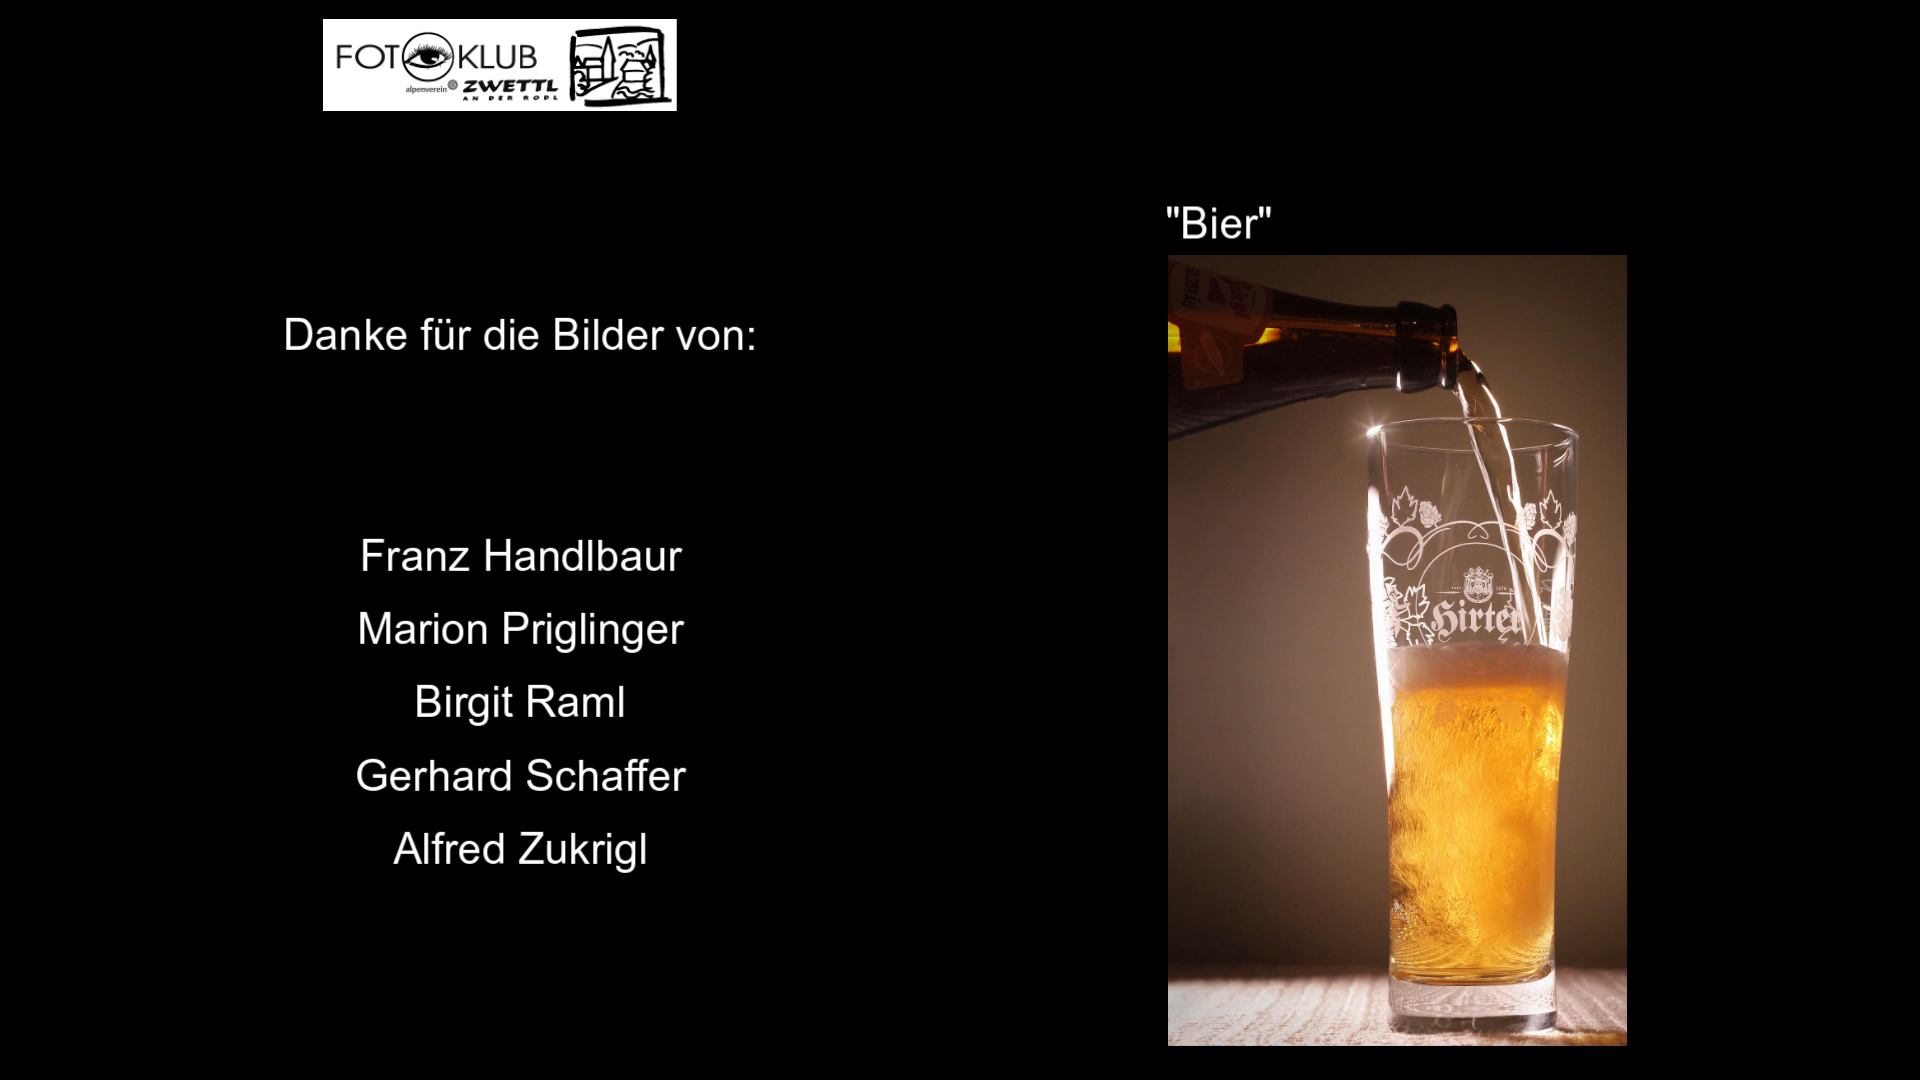 FOTOKLUB
alpenverein ZWETTL
AN DER RODL
"Bier"
Danke für die Bilder von:
Franz Handlbaur
Marion Priglinger
Birgit Raml
Gerhard Schaffer
Alfred Zukrigl
Hirter